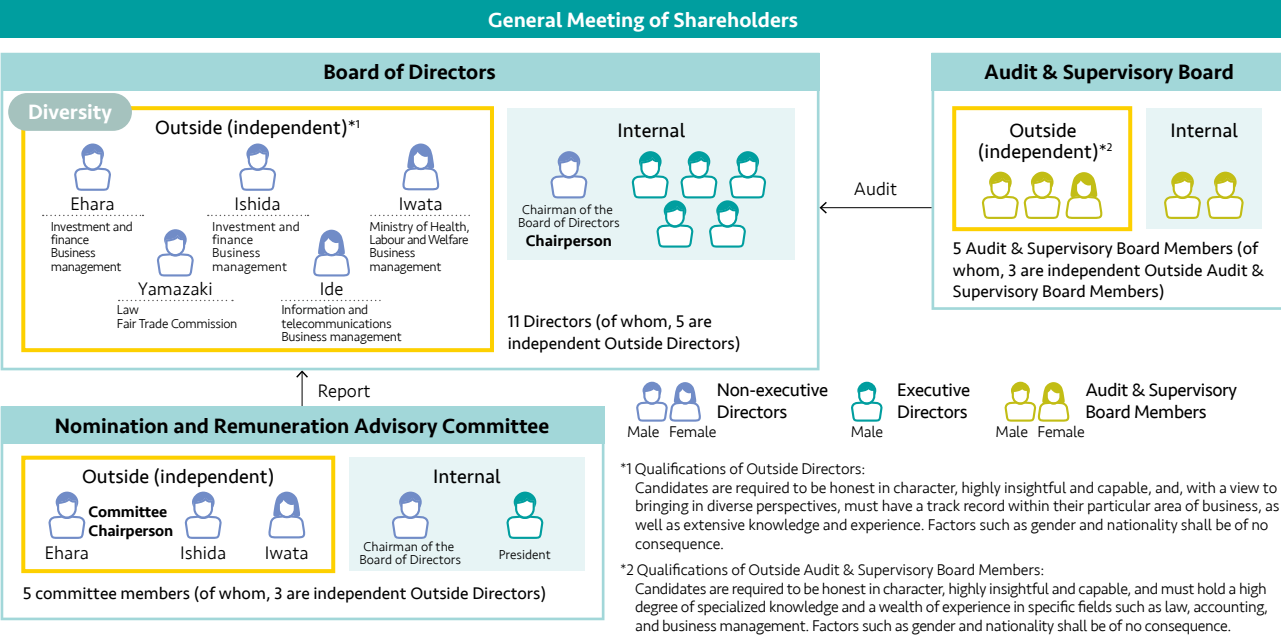 General Meeting of Shareholders
Board of Directors
Diversity
Outside (independent)*1
Ehara
Investment and
finance
Business
management
Ishida
Investment and
finance
Business
management
Iwata
Ministry of Health,
Labour and Welfare
Business
management
Yamazaki
Law
Fair Trade Commission
Ide
Information and
telecommunications
Business management
Internal
Chairman of the
Board of Directors
Chairperson
11 Directors (of whom, 5 are
independent Outside Directors)
Audit
Audit & Supervisory Board
Outside
(independent)*2
Internal
5 Audit & Supervisory Board Members (of
whom, 3 are independent Outside Audit &
Supervisory Board Members)
Report
Nomination and Remuneration Advisory Committee
Outside (independent)
Committee
Chairperson
Ehara
Ishida
Iwata
Internal
Chairman of the
Board of Directors
President
5 committee members (of whom, 3 are independent Outside Directors)
Non-executive
Directors
Male Female
Executive
Directors
Male
Audit & Supervisory
Board Members
Male Female
*1 Qualifications of Outside Directors:
Candidates are required to be honest in character, highly insightful and capable, and, with a view to
bringing in diverse perspectives, must have a track record within their particular area of business, as
well as extensive knowledge and experience. Factors such as gender and nationality shall be of no
consequence.
*2 Qualifications of Outside Audit & Supervisory Board Members:
Candidates are required to be honest in character, highly insightful and capable, and must hold a high
degree of specialized knowledge and a wealth of experience in specific fields such as law, accounting,
and business management. Factors such as gender and nationality shall be of no consequence.